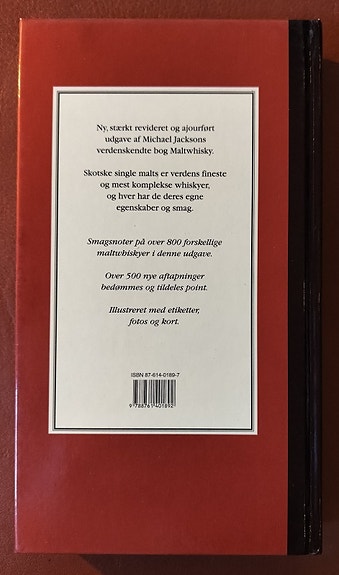 Ny, stærkt revideret og ajourført
udgave af Michael Jacksons
verdenskendte bog Maltwhisky.
Skotske single malts er verdens fineste
og mest komplekse whiskyer,
og hver har de deres egne
egenskaber og smag.
Smagsnoter på over 800 forskellige
maltwhiskyer i denne udgave.
Over 500 nye aftapninger
bedømmes og tildeles point.
Illustreret med etiketter,
fotos og kort.
ISBN 87-614-0189-7
9 788761 401892